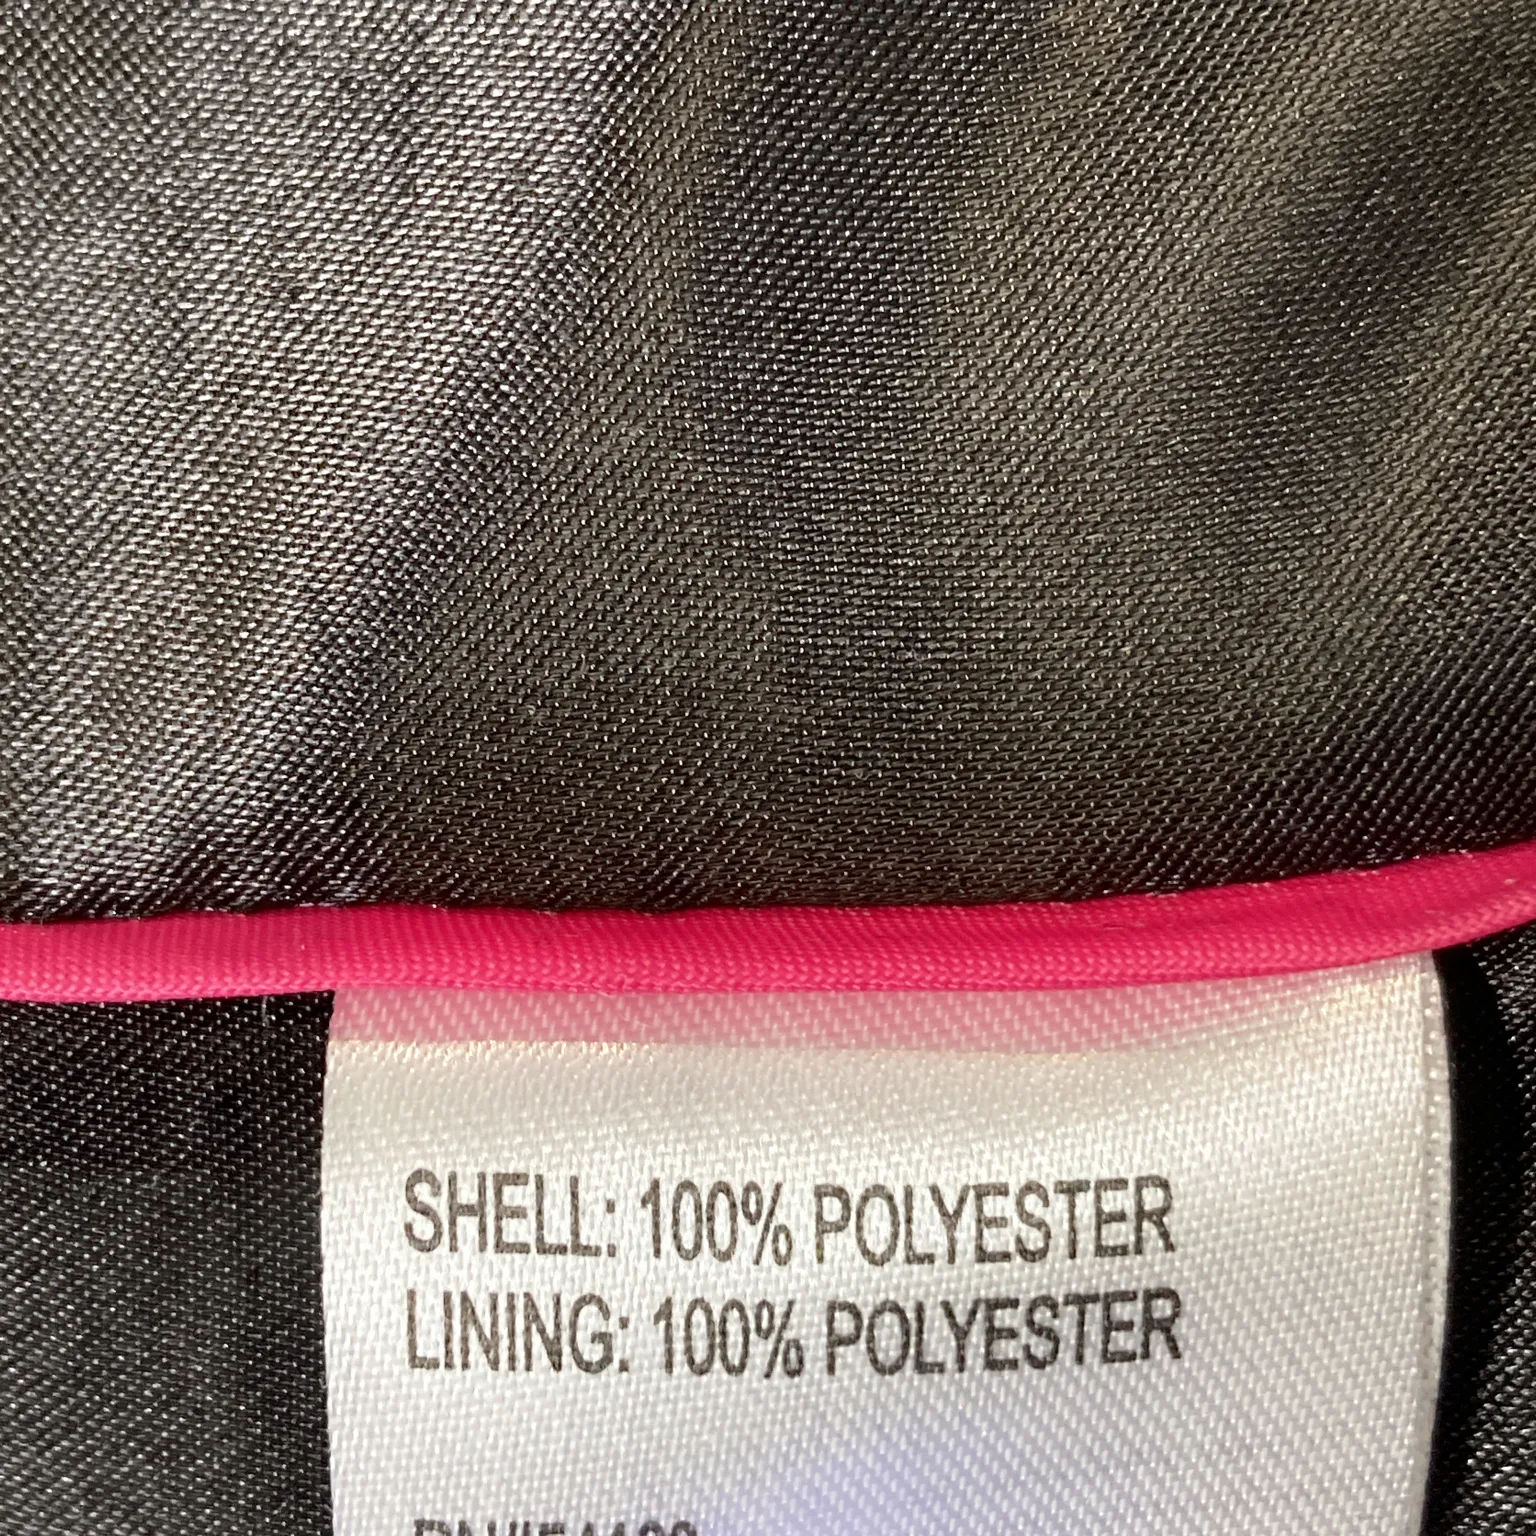 SHELL: 100% POLYESTER
LINING: 100% POLYESTER